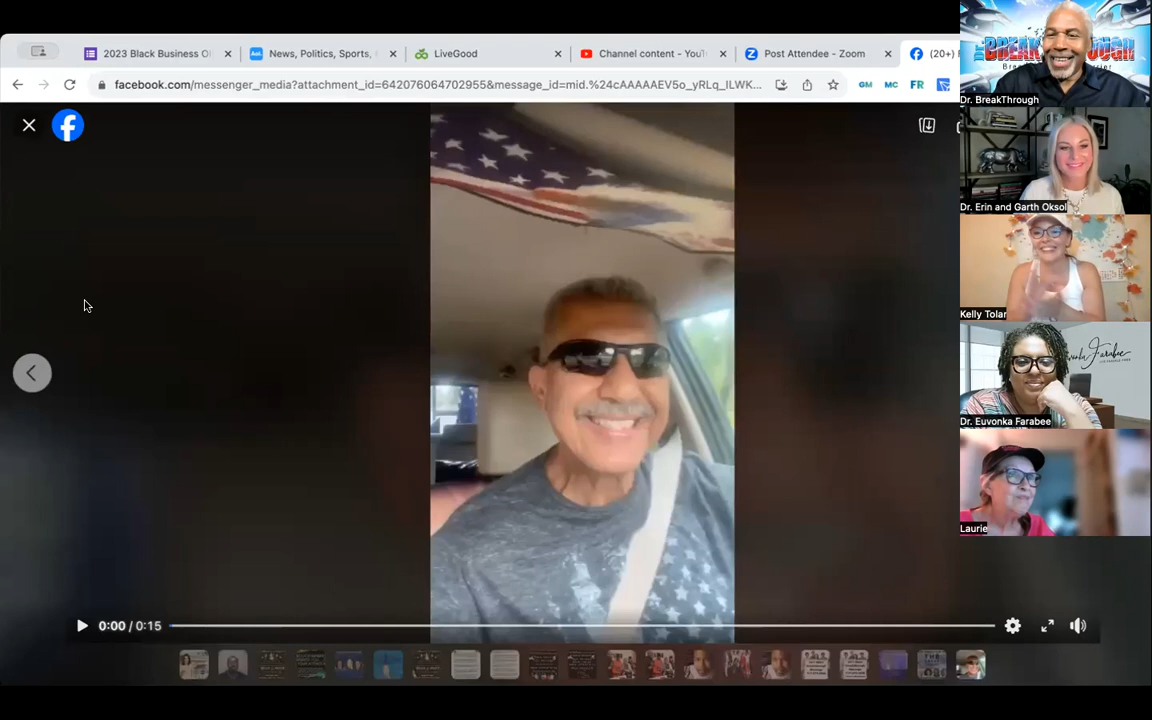 2023 Black Business O
News, Politics, Sports,
LiveGood
Channel content - YouT
Post Attendee - Zoom
(20+)
facebook.com/messenger_media?attachment_id=642076064702955&message_id=mid.%24cAAAAAEV5o_yRLq_ILWK...
GM
MC
FR
BREAKTHROUGH
Dr. BreakThrough
Dr. Erin and Garth Oksol
Kelly Tolar
Farabee
Dr. Euvonka Farabee
Laurie
0:00 / 0:15